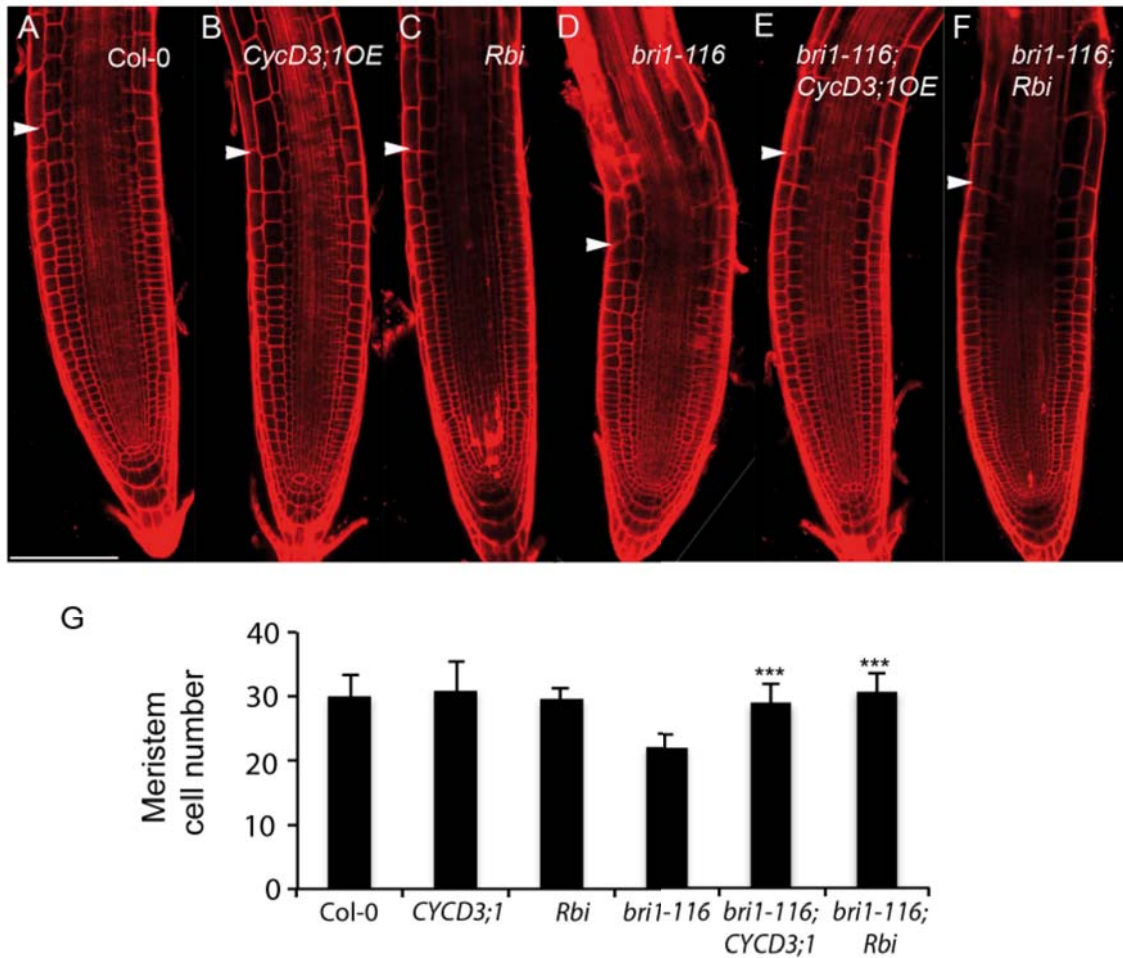 A
Col-0
B
CycD3;1OE
C
Rbi
D
bri1-116
E
bri1-116;
CycD3;1OE
F
bri1-116;
Rbi
G
Meristem
cell number
40
30
20
10
0
***
***
Col-0
CYCD3;1
Rbi
bri1-116
bri1-116;
CYCD3;1
bri1-116;
Rbi